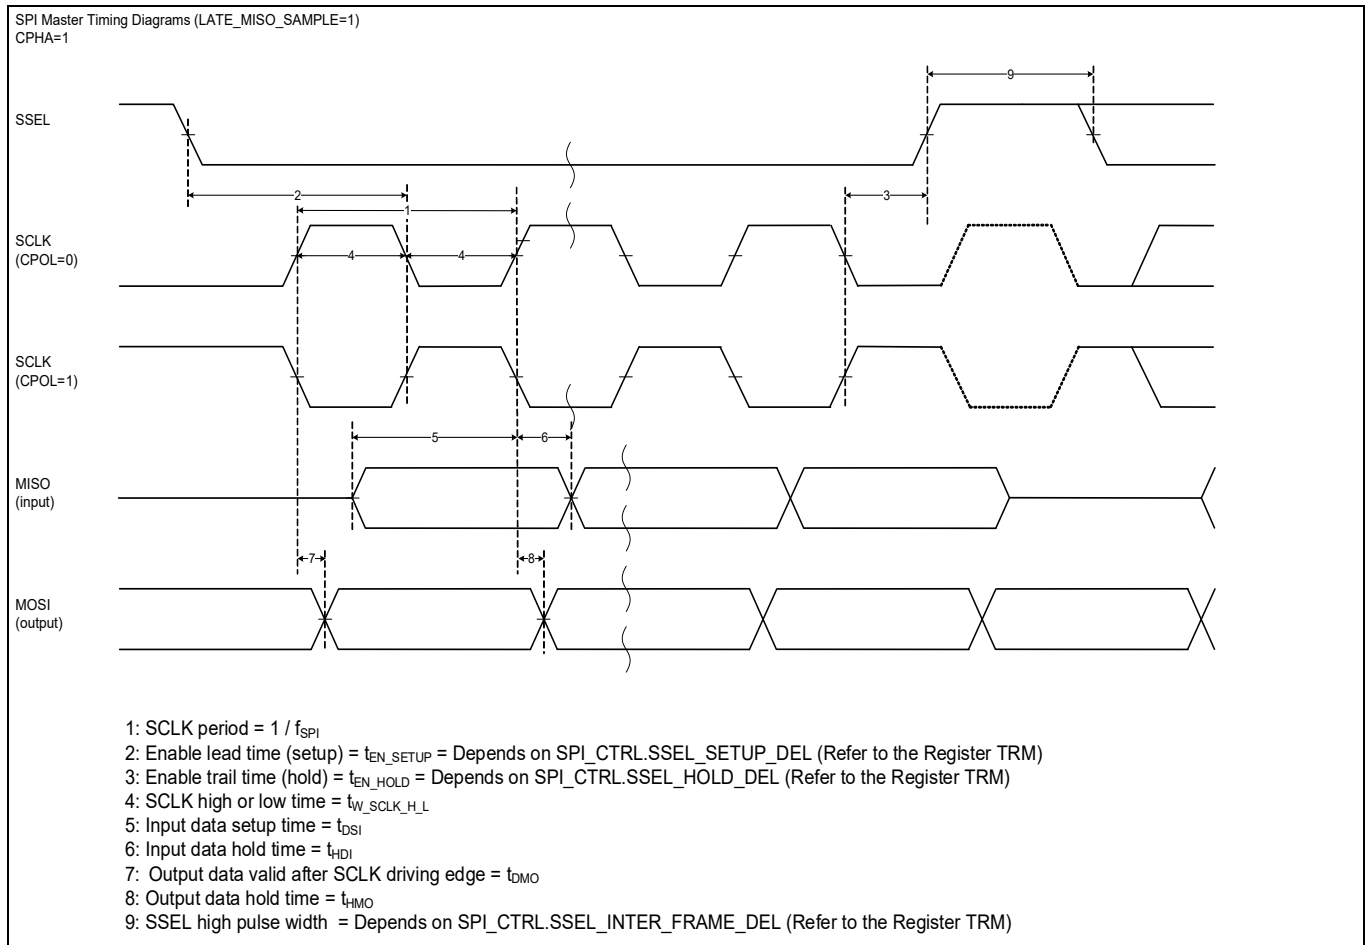 SPI Master Timing Diagrams (LATE_MISO_SAMPLE=1)
CPHA=1
9
SSEL
2
3
1
SCLK
(CPOL=0)
4
4
SCLK
(CPOL=1)
5
6
MISO
(input)
7
8
MOSI
(output)
1: SCLK period = 1 / fSPI
2: Enable lead time (setup) = tEN_SETUP = Depends on SPI_CTRL.SSEL_SETUP_DEL (Refer to the Register TRM)
3: Enable trail time (hold) = tEN_HOLD = Depends on SPI_CTRL.SSEL_HOLD_DEL (Refer to the Register TRM)
4: SCLK high or low time = tW_SCLK_H_L
5: Input data setup time = tDSI
6: Input data hold time = tHDI
7: Output data valid after SCLK driving edge = tDMO
8: Output data hold time = tHMO
9: SSEL high pulse width = Depends on SPI_CTRL.SSEL_INTER_FRAME_DEL (Refer to the Register TRM)